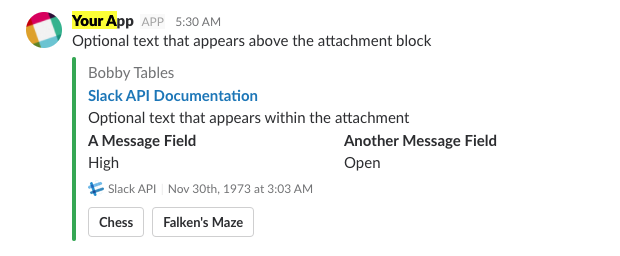 Your App APP 5:30 AM
Optional text that appears above the attachment block
Bobby Tables
Slack API Documentation
Optional text that appears within the attachment
A Message Field Another Message Field
High Open
Slack API | Nov 30th, 1973 at 3:03 AM
Chess Falken's Maze